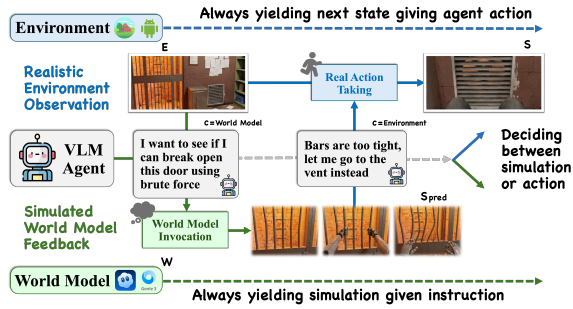 Always yielding next state giving agent action
Environment
E
S
Realistic
Environment
Observation
Real Action
Taking
C=World Model
C=Environment
VLM
Agent
I want to see if I
can break open
this door using
brute force
Bars are too tight,
let me go to the
vent instead
Deciding
between
simulation
or action
Simulated
World Model
Feedback
World Model
Invocation
Spred
W
World Model
Genie 3
Always yielding simulation given instruction